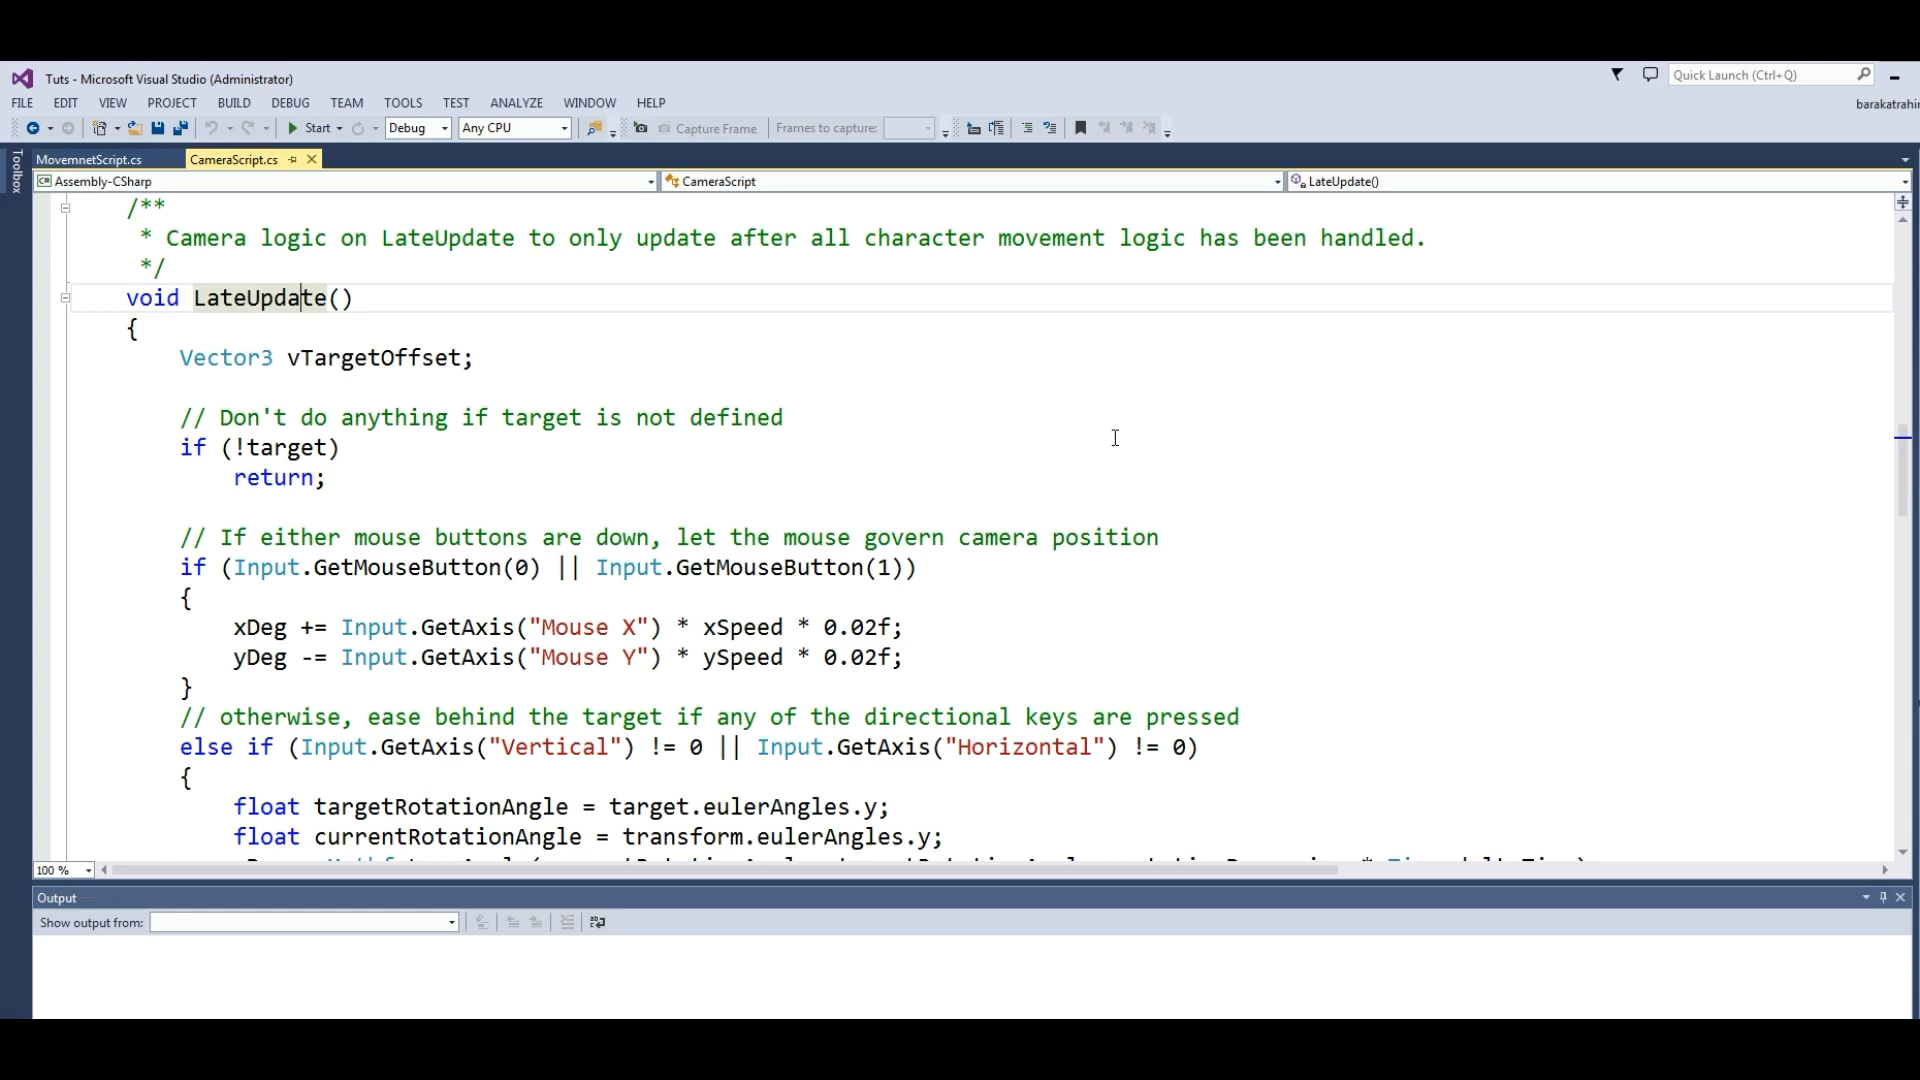 Tuts - Microsoft Visual Studio (Administrator)
Quick Launch (Ctrl+Q)
FILE EDIT VIEW PROJECT BUILD DEBUG TEAM TOOLS TEST ANALYZE WINDOW HELP
barakatrahin
Start Debug Any CPU Capture Frame Frames to capture:
Toolbox
MovemnetScript.cs CameraScript.cs
Assembly-CSharp CameraScript LateUpdate()
/**
* Camera logic on LateUpdate to only update after all character movement logic has been handled.
*/
void LateUpdate()
{
Vector3 vTargetOffset;
// Don't do anything if target is not defined
if (!target)
return;
// If either mouse buttons are down, let the mouse govern camera position
if (Input.GetMouseButton(0) || Input.GetMouseButton(1))
{
xDeg += Input.GetAxis("Mouse X") * xSpeed * 0.02f;
yDeg -= Input.GetAxis("Mouse Y") * ySpeed * 0.02f;
}
// otherwise, ease behind the target if any of the directional keys are pressed
else if (Input.GetAxis("Vertical") != 0 || Input.GetAxis("Horizontal") != 0)
{
float targetRotationAngle = target.eulerAngles.y;
float currentRotationAngle = transform.eulerAngles.y;
100 %
Output
Show output from: